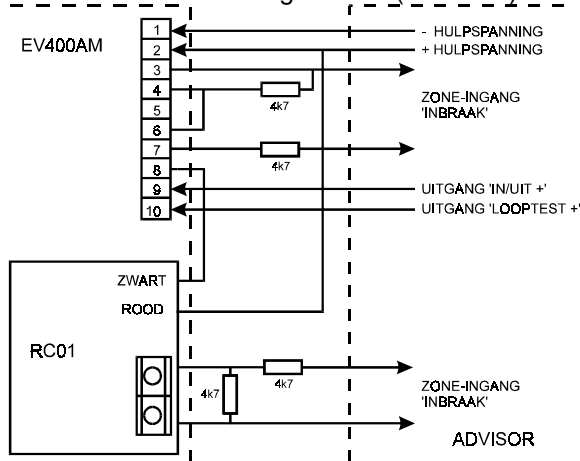 EV400AM
1
2
3
4
5
6
7
8
9
10
- HULPSPANNING
+ HULPSPANNING
4k7
ZONE-INGANG
'INBRAAK'
4k7
UITGANG 'IN/UIT +'
UITGANG 'LOOPTEST +'
ZWART
ROOD
RC01
4k7
4k7
ZONE-INGANG
'INBRAAK'
ADVISOR